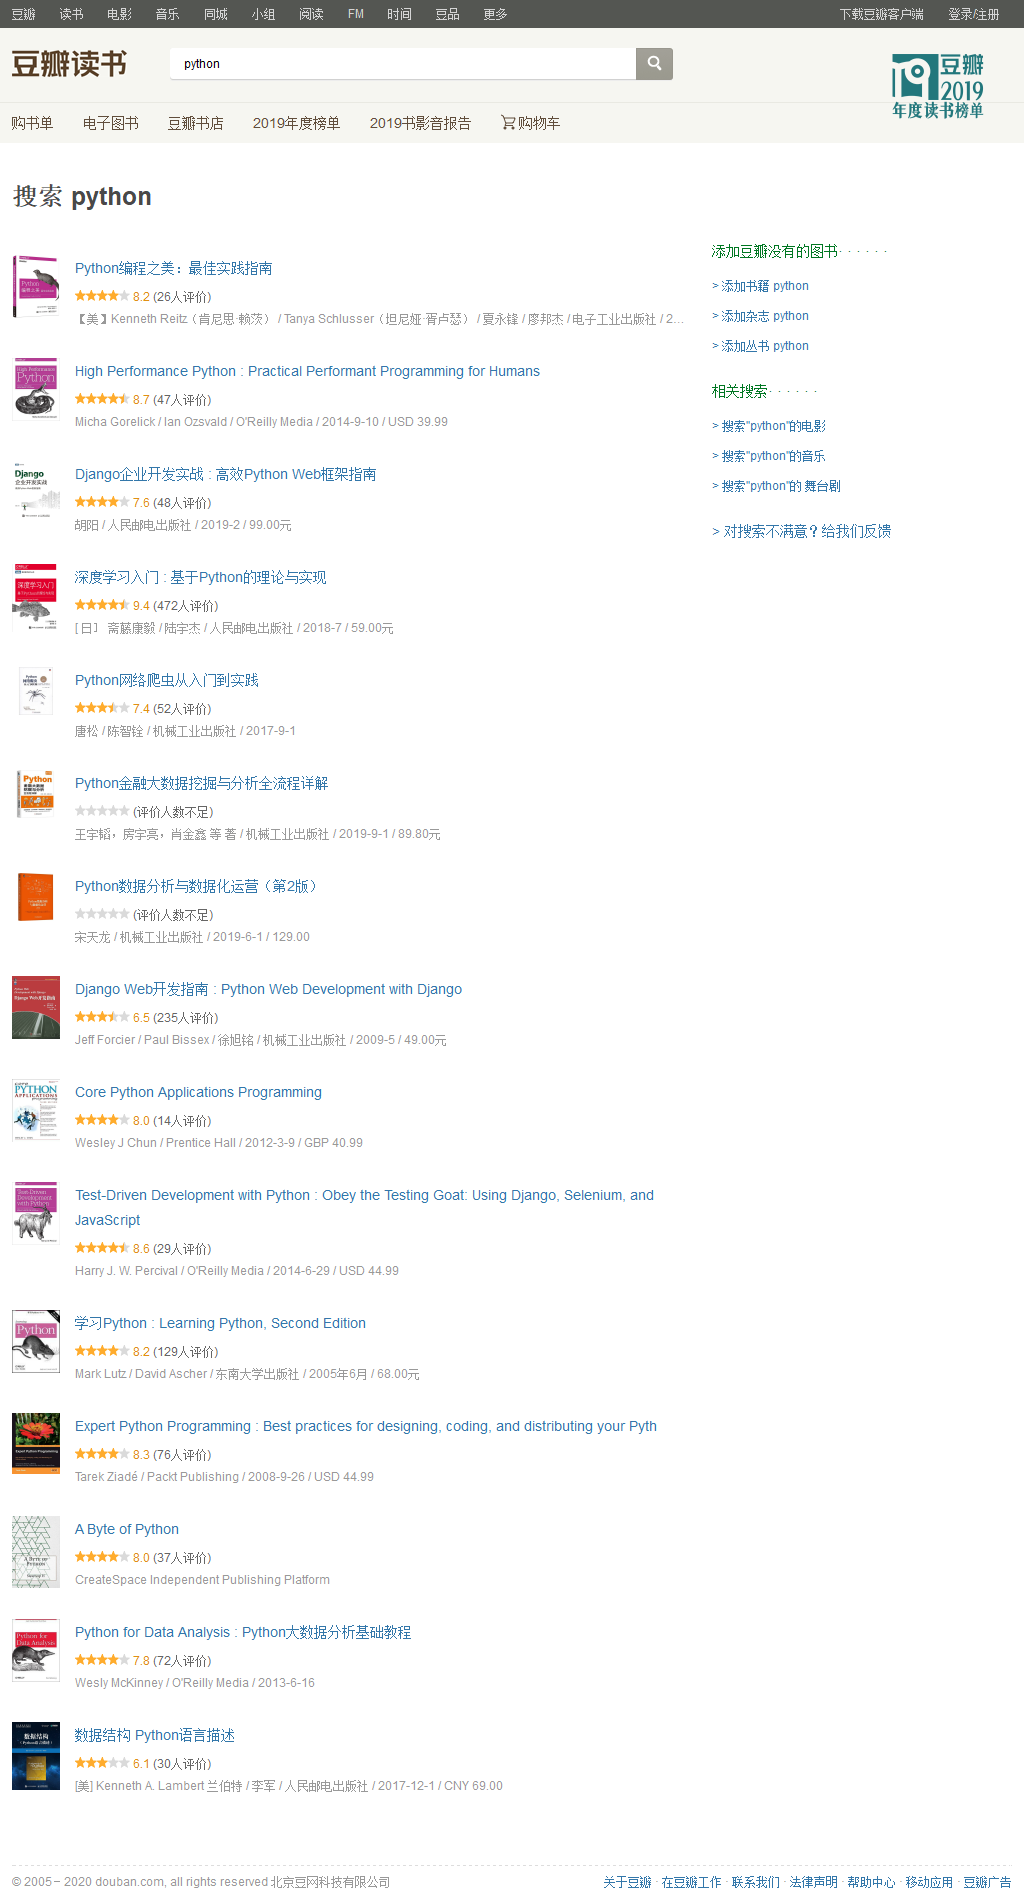 豆瓣 读书 电影 音乐 同城 小组 阅读 FM 时间 豆品 更多 下载豆瓣客户端 登录/注册
豆瓣读书
python
豆瓣
2019
年度读书榜单
购书单 电子图书 豆瓣书店 2019年度榜单 2019书影音报告 购物车
搜索 python
Python编程之美：最佳实践指南
8.2 (26人评价)
【美】Kenneth Reitz（肯尼思·赖茨） / Tanya Schlusser（坦尼娅·胥卢瑟） / 夏永锋 / 廖邦杰 / 电子工业出版社 / 2...
High Performance Python : Practical Performant Programming for Humans
8.7 (47人评价)
Micha Gorelick / Ian Ozsvald / O'Reilly Media / 2014-9-10 / USD 39.99
Django企业开发实战 : 高效Python Web框架指南
7.6 (48人评价)
胡阳 / 人民邮电出版社 / 2019-2 / 99.00元
深度学习入门 : 基于Python的理论与实现
9.4 (472人评价)
[ 日] 斋藤康毅 / 陆宇杰 / 人民邮电出版社 / 2018-7 / 59.00元
Python网络爬虫从入门到实践
7.4 (52人评价)
唐松 / 陈智铨 / 机械工业出版社 / 2017-9-1
Python金融大数据挖掘与分析全流程详解
(评价人数不足)
王宇韬，房宇亮，肖金鑫 等 著 / 机械工业出版社 / 2019-9-1 / 89.80元
Python数据分析与数据化运营（第2版）
(评价人数不足)
宋天龙 / 机械工业出版社 / 2019-6-1 / 129.00
Django Web开发指南 : Python Web Development with Django
6.5 (235人评价)
Jeff Forcier / Paul Bissex / 徐旭铭 / 机械工业出版社 / 2009-5 / 49.00元
Core Python Applications Programming
8.0 (14人评价)
Wesley J Chun / Prentice Hall / 2012-3-9 / GBP 40.99
Test-Driven Development with Python : Obey the Testing Goat: Using Django, Selenium, and
JavaScript
8.6 (29人评价)
Harry J. W. Percival / O'Reilly Media / 2014-6-29 / USD 44.99
学习Python : Learning Python, Second Edition
8.2 (129人评价)
Mark Lutz / David Ascher / 东南大学出版社 / 2005年6月 / 68.00元
Expert Python Programming : Best practices for designing, coding, and distributing your Pyth
8.3 (76人评价)
Tarek Ziadé / Packt Publishing / 2008-9-26 / USD 44.99
A Byte of Python
8.0 (37人评价)
CreateSpace Independent Publishing Platform
Python for Data Analysis : Python大数据分析基础教程
7.8 (72人评价)
Wesly McKinney / O'Reilly Media / 2013-6-16
数据结构 Python语言描述
6.1 (30人评价)
[美] Kenneth A. Lambert 兰伯特 / 李军 / 人民邮电出版社 / 2017-12-1 / CNY 69.00
添加豆瓣没有的图书 · · · · · ·
> 添加书籍 python
> 添加杂志 python
> 添加丛书 python
相关搜索 · · · · · ·
> 搜索"python"的电影
> 搜索"python"的音乐
> 搜索"python"的 舞台剧
> 对搜索不满意？给我们反馈
© 2005－2020 douban.com, all rights reserved 北京豆网科技有限公司
关于豆瓣 · 在豆瓣工作 · 联系我们 · 法律声明 · 帮助中心 · 移动应用 · 豆瓣广告